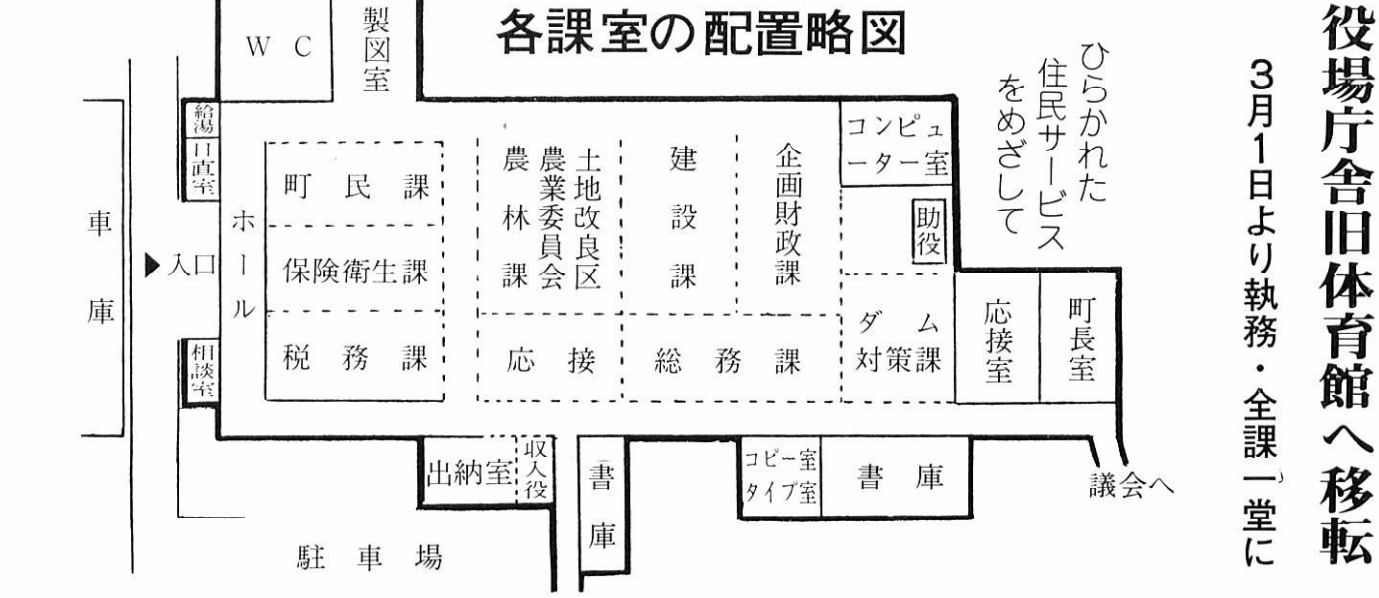 役場庁舎旧体育館へ移転
3月1日より執務・全課一堂に
ひらかれた
住民サービス
をめざして
各課室の配置略図
WC
製図室
給湯
日直室
車庫
入口
ホール
相談室
町民課
保険衛生課
税務課
農林課
農業委員会
土地改良区
建設課
企画財政課
コンピュ
ーター室
助役
応接
総務課
ダム
対策課
応接室
町長室
出納室
収入役
書庫
コピー室
タイプ室
書庫
議会へ
駐車場